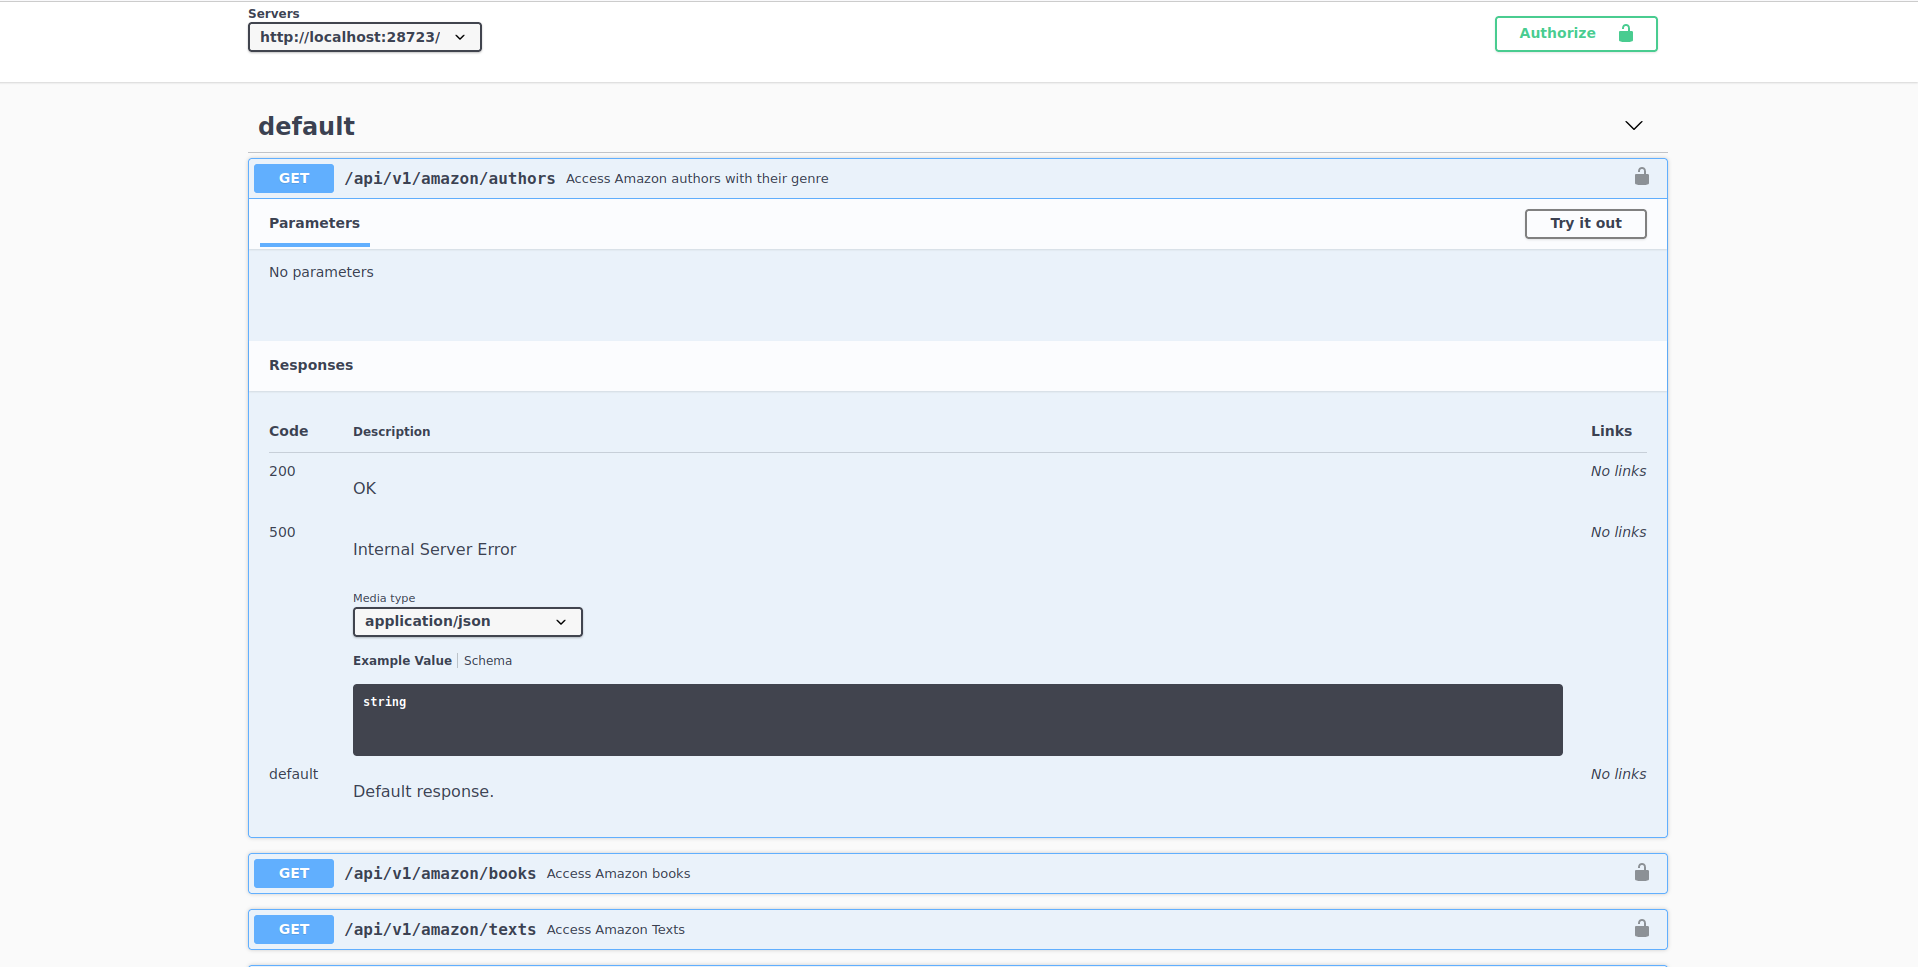 Servers
http://localhost:28723/
Authorize
default
GET /api/v1/amazon/authors Access Amazon authors with their genre
Parameters
Try it out
No parameters
Responses
Code Description Links
200 No links
OK
500 No links
Internal Server Error
Media type
application/json
Example Value Schema
string
default No links
Default response.
GET /api/v1/amazon/books Access Amazon books
GET /api/v1/amazon/texts Access Amazon Texts